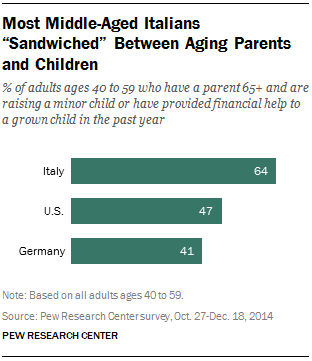 Most Middle-Aged Italians
“Sandwiched” Between Aging Parents
and Children
% of adults ages 40 to 59 who have a parent 65+ and are
raising a minor child or have provided financial help to
a grown child in the past year
Italy 64
U.S. 47
Germany 41
Note: Based on all adults ages 40 to 59.
Source: Pew Research Center survey, Oct. 27-Dec. 18, 2014
PEW RESEARCH CENTER